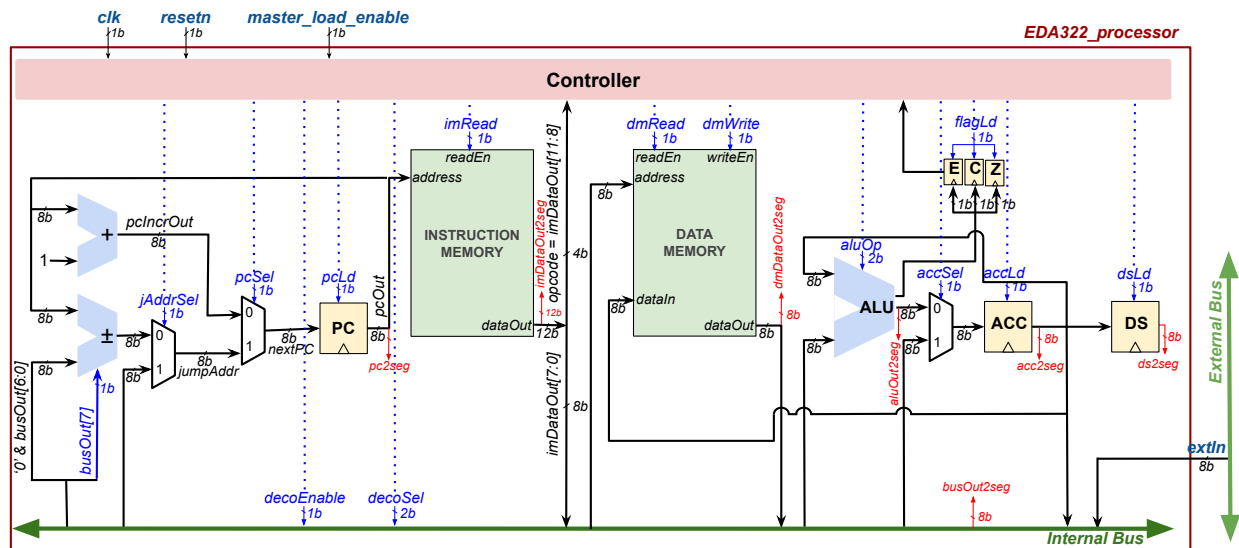 clk
resetn
master_load_enable
1b
1b
1b
EDA322_processor
Controller
imRead
1b
readEn
address
INSTRUCTION
MEMORY
dataOut
12b
imDataOut2seg
12b
opcode = imDataOut[11:8]
4b
imDataOut[7:0]
8b
dmRead
1b
dmWrite
1b
readEn
writeEn
address
8b
DATA
MEMORY
dataIn
8b
dataOut
8b
dmDataOut2seg
8b
flagLd
1b
E
C
Z
1b
1b
1b
8b
pcIncrOut
8b
+
1
8b
±
8b
8b
1b
'0' & busOut[6:0]
busOut[7]
jAddrSel
1b
0
1
8b
jumpAddr
pcSel
1b
0
1
8b
nextPC
pcLd
1b
PC
8b
pcOut
pc2seg
aluOp
2b
8b
ALU
8b
8b
aluOut2seg
accSel
1b
0
1
8b
8b
accLd
1b
ACC
8b
8b
acc2seg
dsLd
1b
DS
8b
ds2seg
External Bus
extIn
8b
decoEnable
1b
decoSel
2b
busOut2seg
8b
Internal Bus